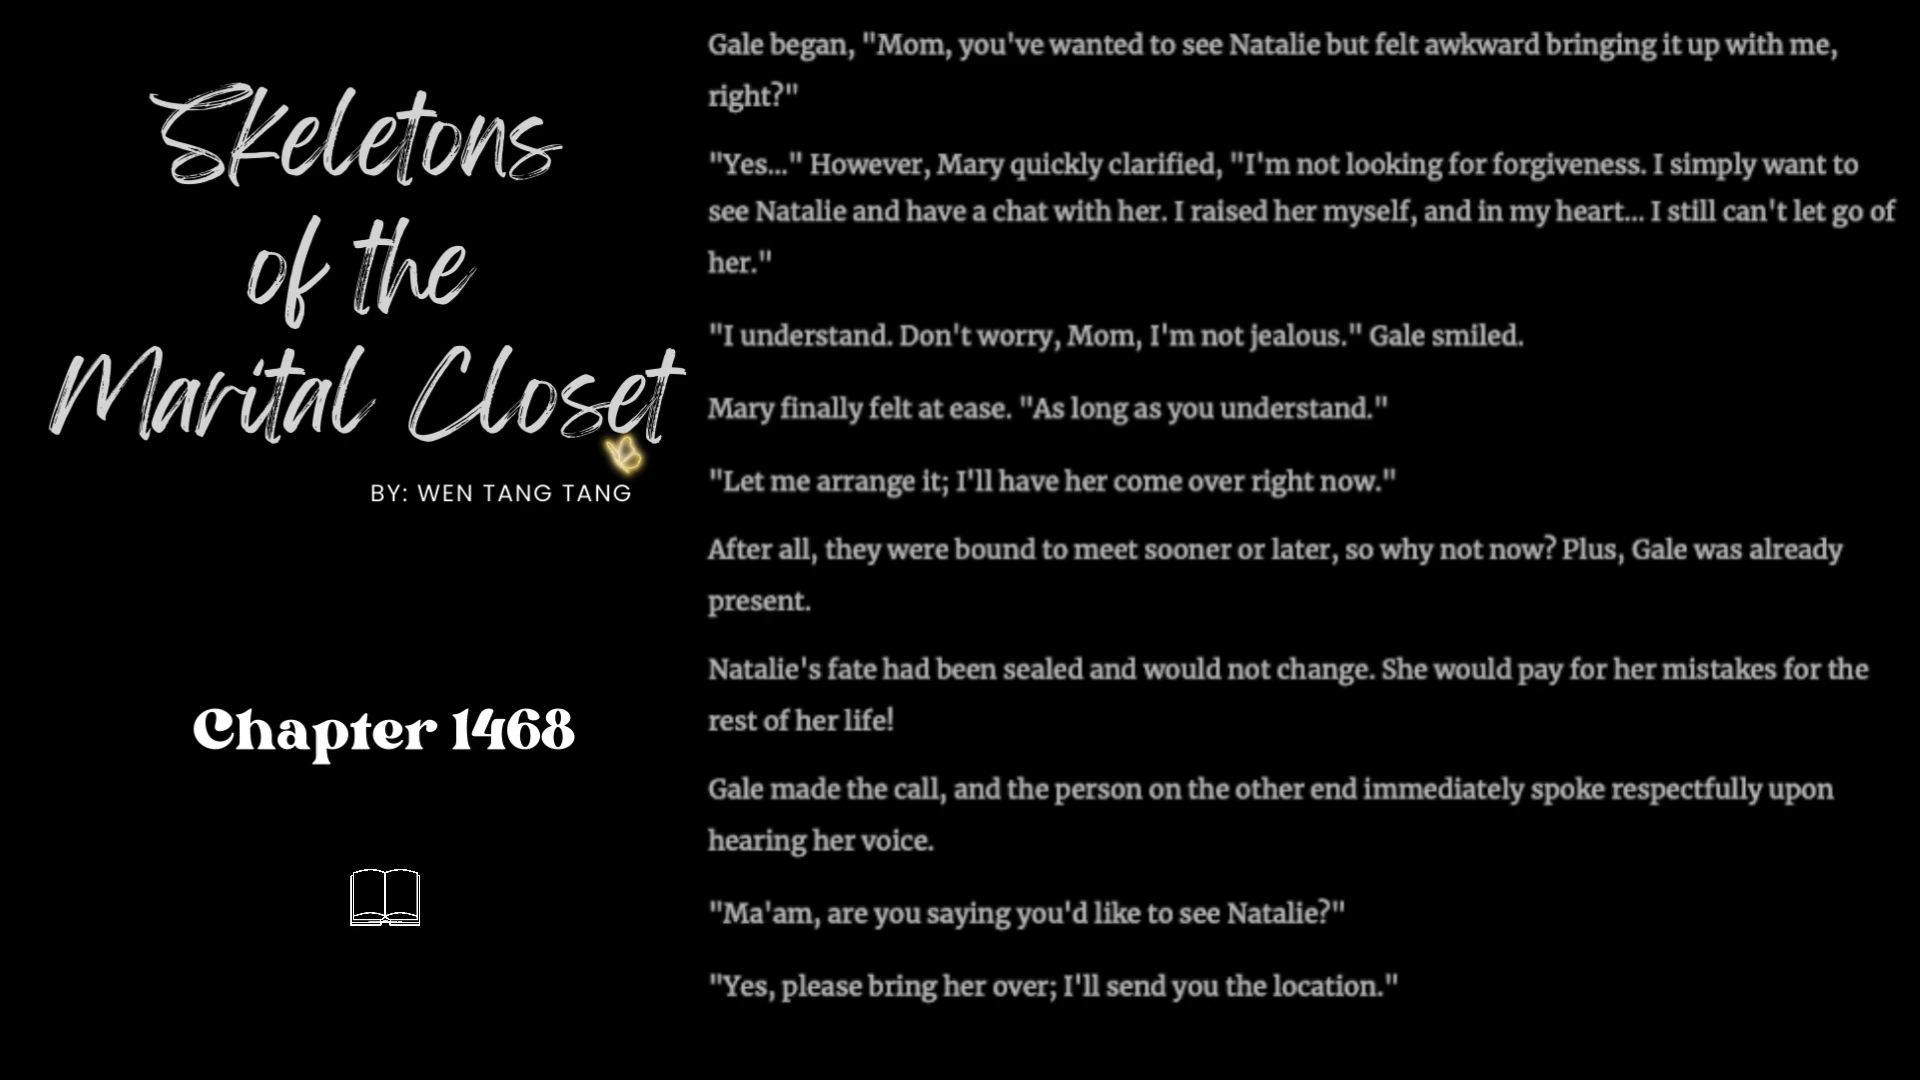 Skeletons
of the
Marital Closet
BY: WEN TANG TANG
Chapter 1468
Gale began, "Mom, you've wanted to see Natalie but felt awkward bringing it up with me,
right?"
"Yes..." However, Mary quickly clarified, "I'm not looking for forgiveness. I simply want to
see Natalie and have a chat with her. I raised her myself, and in my heart... I still can't let go of
her."
"I understand. Don't worry, Mom, I'm not jealous." Gale smiled.
Mary finally felt at ease. "As long as you understand."
"Let me arrange it; I'll have her come over right now."
After all, they were bound to meet sooner or later, so why not now? Plus, Gale was already
present.
Natalie's fate had been sealed and would not change. She would pay for her mistakes for the
rest of her life!
Gale made the call, and the person on the other end immediately spoke respectfully upon
hearing her voice.
"Ma'am, are you saying you'd like to see Natalie?"
"Yes, please bring her over; I'll send you the location."